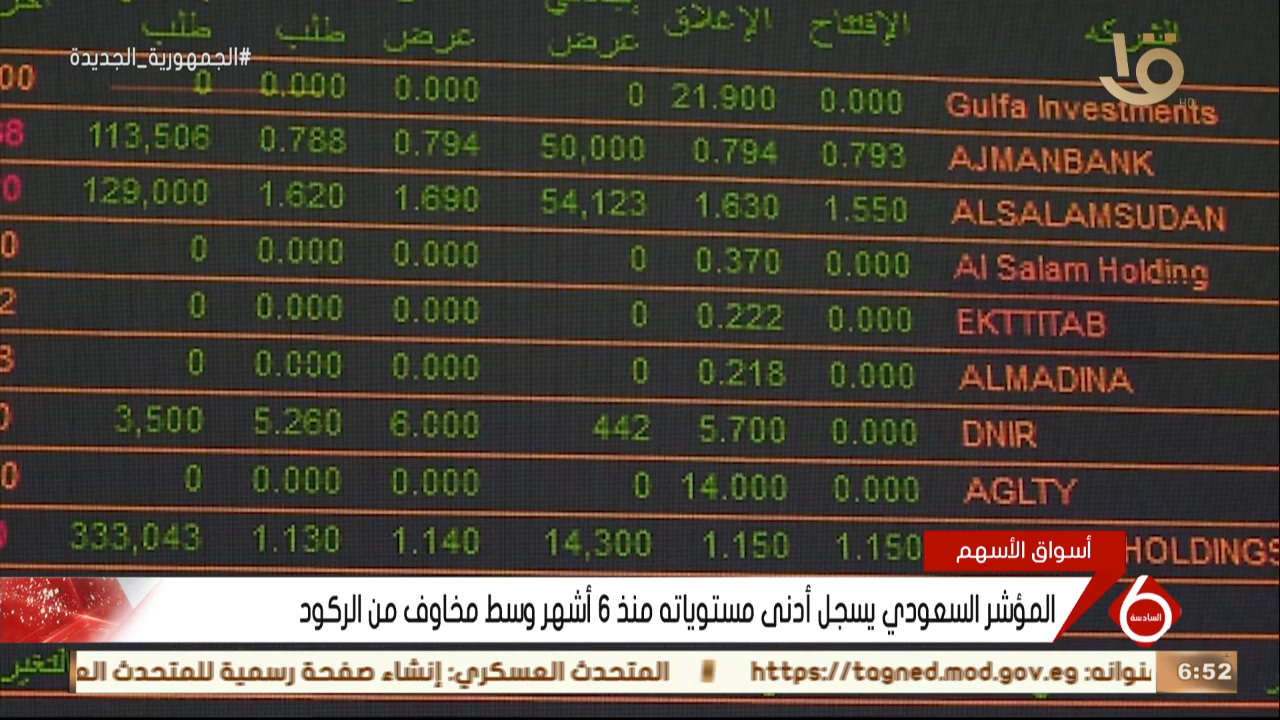 #الجمهورية_الجديدة
الشركه الإفتتاح الإغلاق عرض عرض طلب طلب
Gulfa Investments 0.000 21.900 0 0.000 0.000 0
AJMANBANK 0.793 0.794 50,000 0.794 0.788 113,506
ALSALAMSUDAN 1.550 1.630 54,123 1.690 1.620 129,000
Al Salam Holding 0.000 0.370 0 0.000 0.000 0
EKTTITAB 0.000 0.222 0 0.000 0.000 0
ALMADINA 0.000 0.218 0 0.000 0.000 0
DNIR 0.000 5.700 442 6.000 5.260 3,500
AGLTY 0.000 14.000 0 0.000 0.000 0
HOLDINGS 1.150 1.150 14,300 1.140 1.130 333,043
أسواق الأسهم
المؤشر السعودي يسجل أدنى مستوياته منذ 6 أشهر وسط مخاوف من الركود
6 السادسة
6:52
https://tagned.mod.gov.eg المتحدث العسكري: إنشاء صفحة رسمية للمتحدث